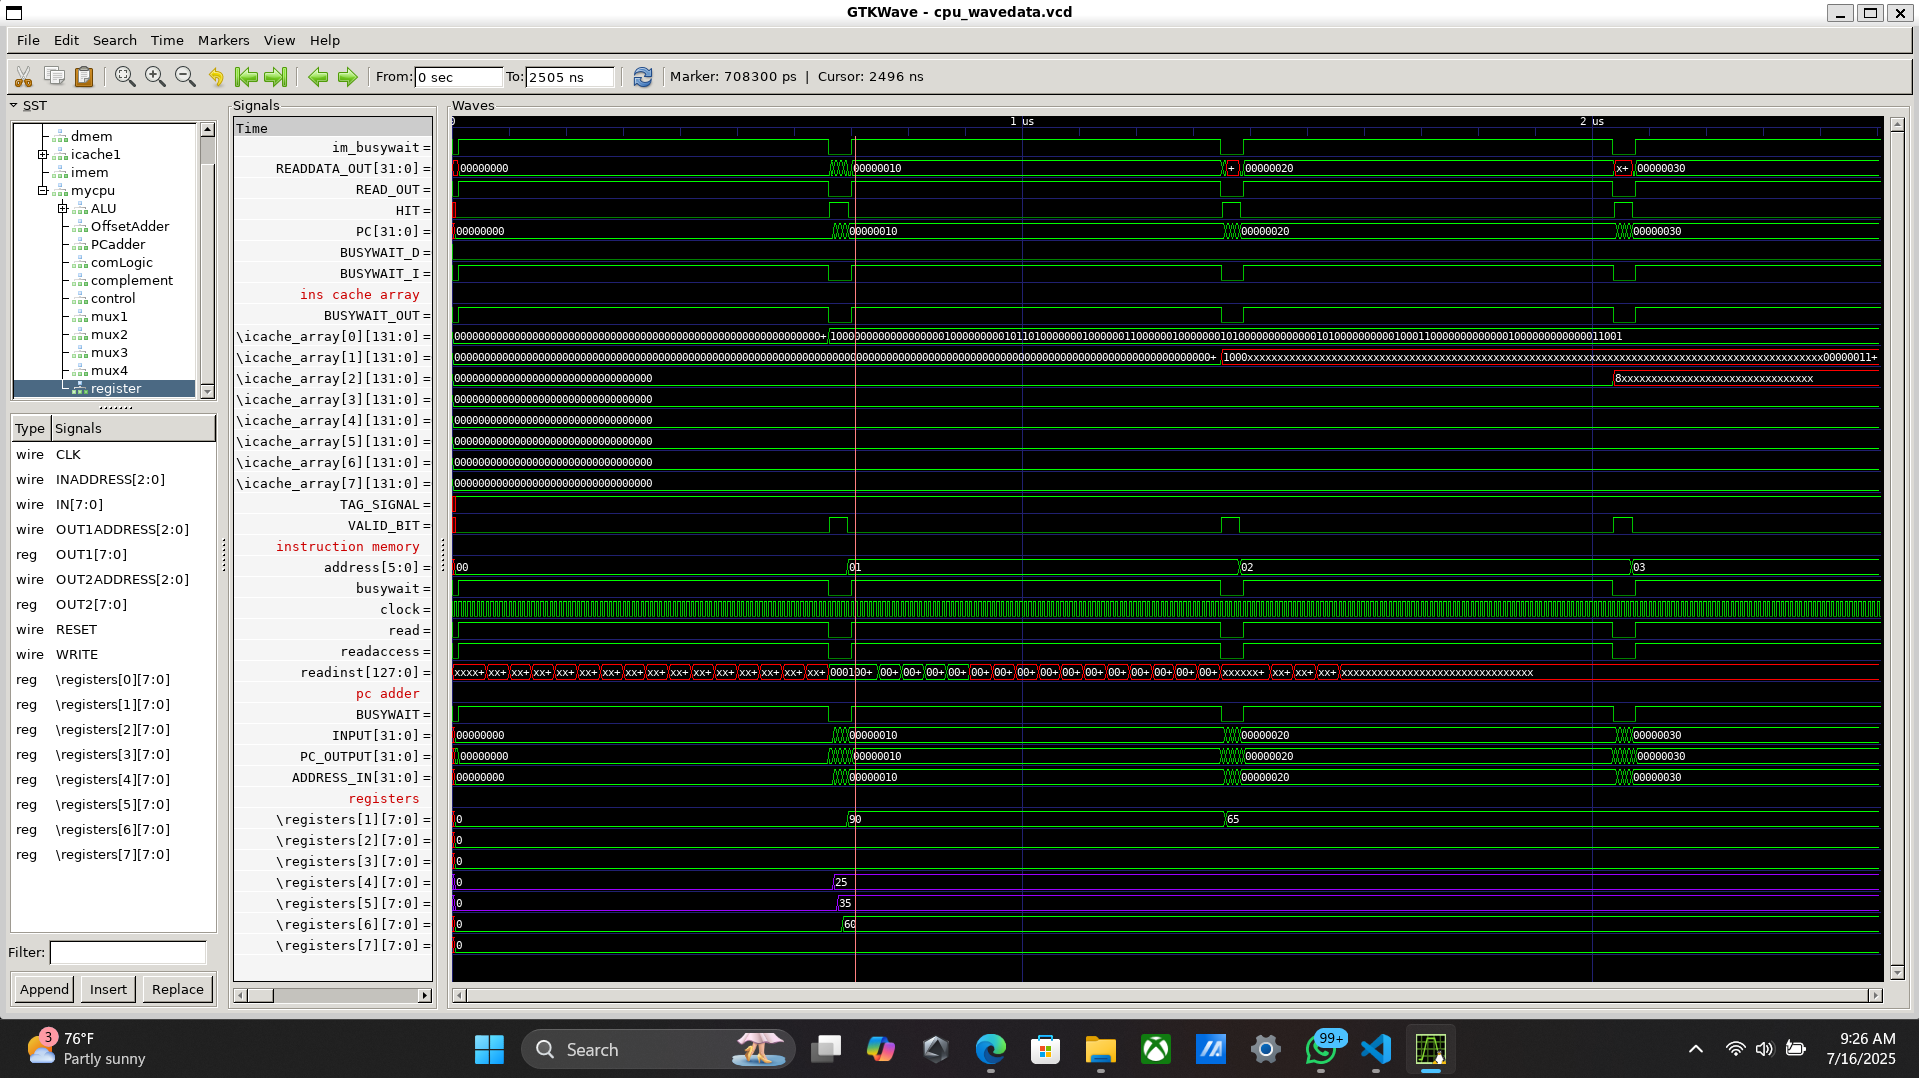 GTKWave - cpu_wavedata.vcd
File Edit Search Time Markers View Help
From: 0 sec To: 2505 ns Marker: 708300 ps | Cursor: 2496 ns
SST
dmem
icache1
imem
mycpu
ALU
OffsetAdder
PCadder
comLogic
complement
control
mux1
mux2
mux3
mux4
register
Type Signals
wire CLK
wire INADDRESS[2:0]
wire IN[7:0]
wire OUT1ADDRESS[2:0]
reg OUT1[7:0]
wire OUT2ADDRESS[2:0]
reg OUT2[7:0]
wire RESET
wire WRITE
reg \registers[0][7:0]
reg \registers[1][7:0]
reg \registers[2][7:0]
reg \registers[3][7:0]
reg \registers[4][7:0]
reg \registers[5][7:0]
reg \registers[6][7:0]
reg \registers[7][7:0]
Filter:
Append Insert Replace
Signals
Waves
Time
0 1 us 2 us
im_busywait =
READDATA_OUT[31:0] = 00000000 00000010 + 00000020 x+ 00000030
READ_OUT =
HIT =
PC[31:0] = 00000000 00000010 00000020 00000030
BUSYWAIT_D =
BUSYWAIT_I =
ins cache array
BUSYWAIT_OUT =
\icache_array[0][131:0] =
\icache_array[1][131:0] =
\icache_array[2][131:0] = 000000000000000000000000000000000 8xxxxxxxxxxxxxxxxxxxxxxxxxxxxxxxx
\icache_array[3][131:0] = 000000000000000000000000000000000
\icache_array[4][131:0] = 000000000000000000000000000000000
\icache_array[5][131:0] = 000000000000000000000000000000000
\icache_array[6][131:0] = 000000000000000000000000000000000
\icache_array[7][131:0] = 000000000000000000000000000000000
TAG_SIGNAL =
VALID_BIT =
instruction memory
address[5:0] = 00 01 02 03
busywait =
clock =
read =
readaccess =
readinst[127:0] = xxxx+ xx+ xx+ xx+ xx+ xx+ xx+ xx+ xx+ xx+ xx+ xx+ xx+ xx+ xx+ xx+ 000100+ 00+ 00+ 00+ 00+ 00+ 00+ 00+ 00+ 00+ 00+ 00+ 00+ 00+ 00+ 00+ xxxxxx+ xx+ xx+ xx+ xxxxxxxxxxxxxxxxxxxxxxxxxxxxxxxx
pc adder
BUSYWAIT =
INPUT[31:0] = 00000000 00000010 00000020 00000030
PC_OUTPUT[31:0] = 00000000 00000010 00000020 00000030
ADDRESS_IN[31:0] = 00000000 00000010 00000020 00000030
registers
\registers[1][7:0] = 0 90 65
\registers[2][7:0] = 0
\registers[3][7:0] = 0
\registers[4][7:0] = 0 25
\registers[5][7:0] = 0 35
\registers[6][7:0] = 0 60
\registers[7][7:0] = 0
3
76°F
Partly sunny
Search
99+
9:26 AM
7/16/2025